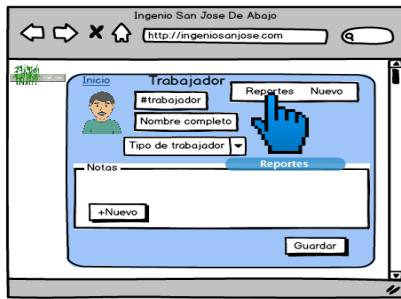 Ingenio San Jose De Abajo
http://ingeniosanjose.com
Inicio
Trabajador
Reportes Nuevo
#trabajador
Nombre completo
Tipo de trabajador
Reportes
Notas
+Nuevo
Guardar